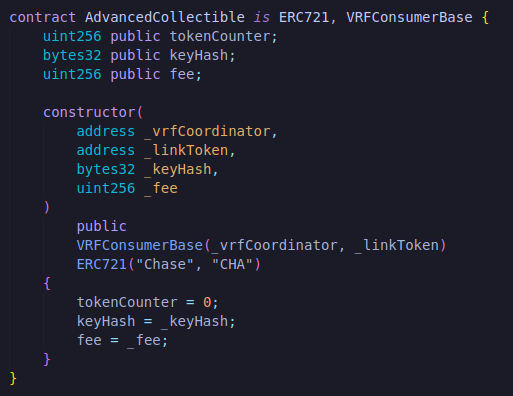 contract AdvancedCollectible is ERC721, VRFConsumerBase {
    uint256 public tokenCounter;
    bytes32 public keyHash;
    uint256 public fee;

    constructor(
        address _vrfCoordinator,
        address _linkToken,
        bytes32 _keyHash,
        uint256 _fee
    )
        public
        VRFConsumerBase(_vrfCoordinator, _linkToken)
        ERC721("Chase", "CHA")
    {
        tokenCounter = 0;
        keyHash = _keyHash;
        fee = _fee;
    }
}